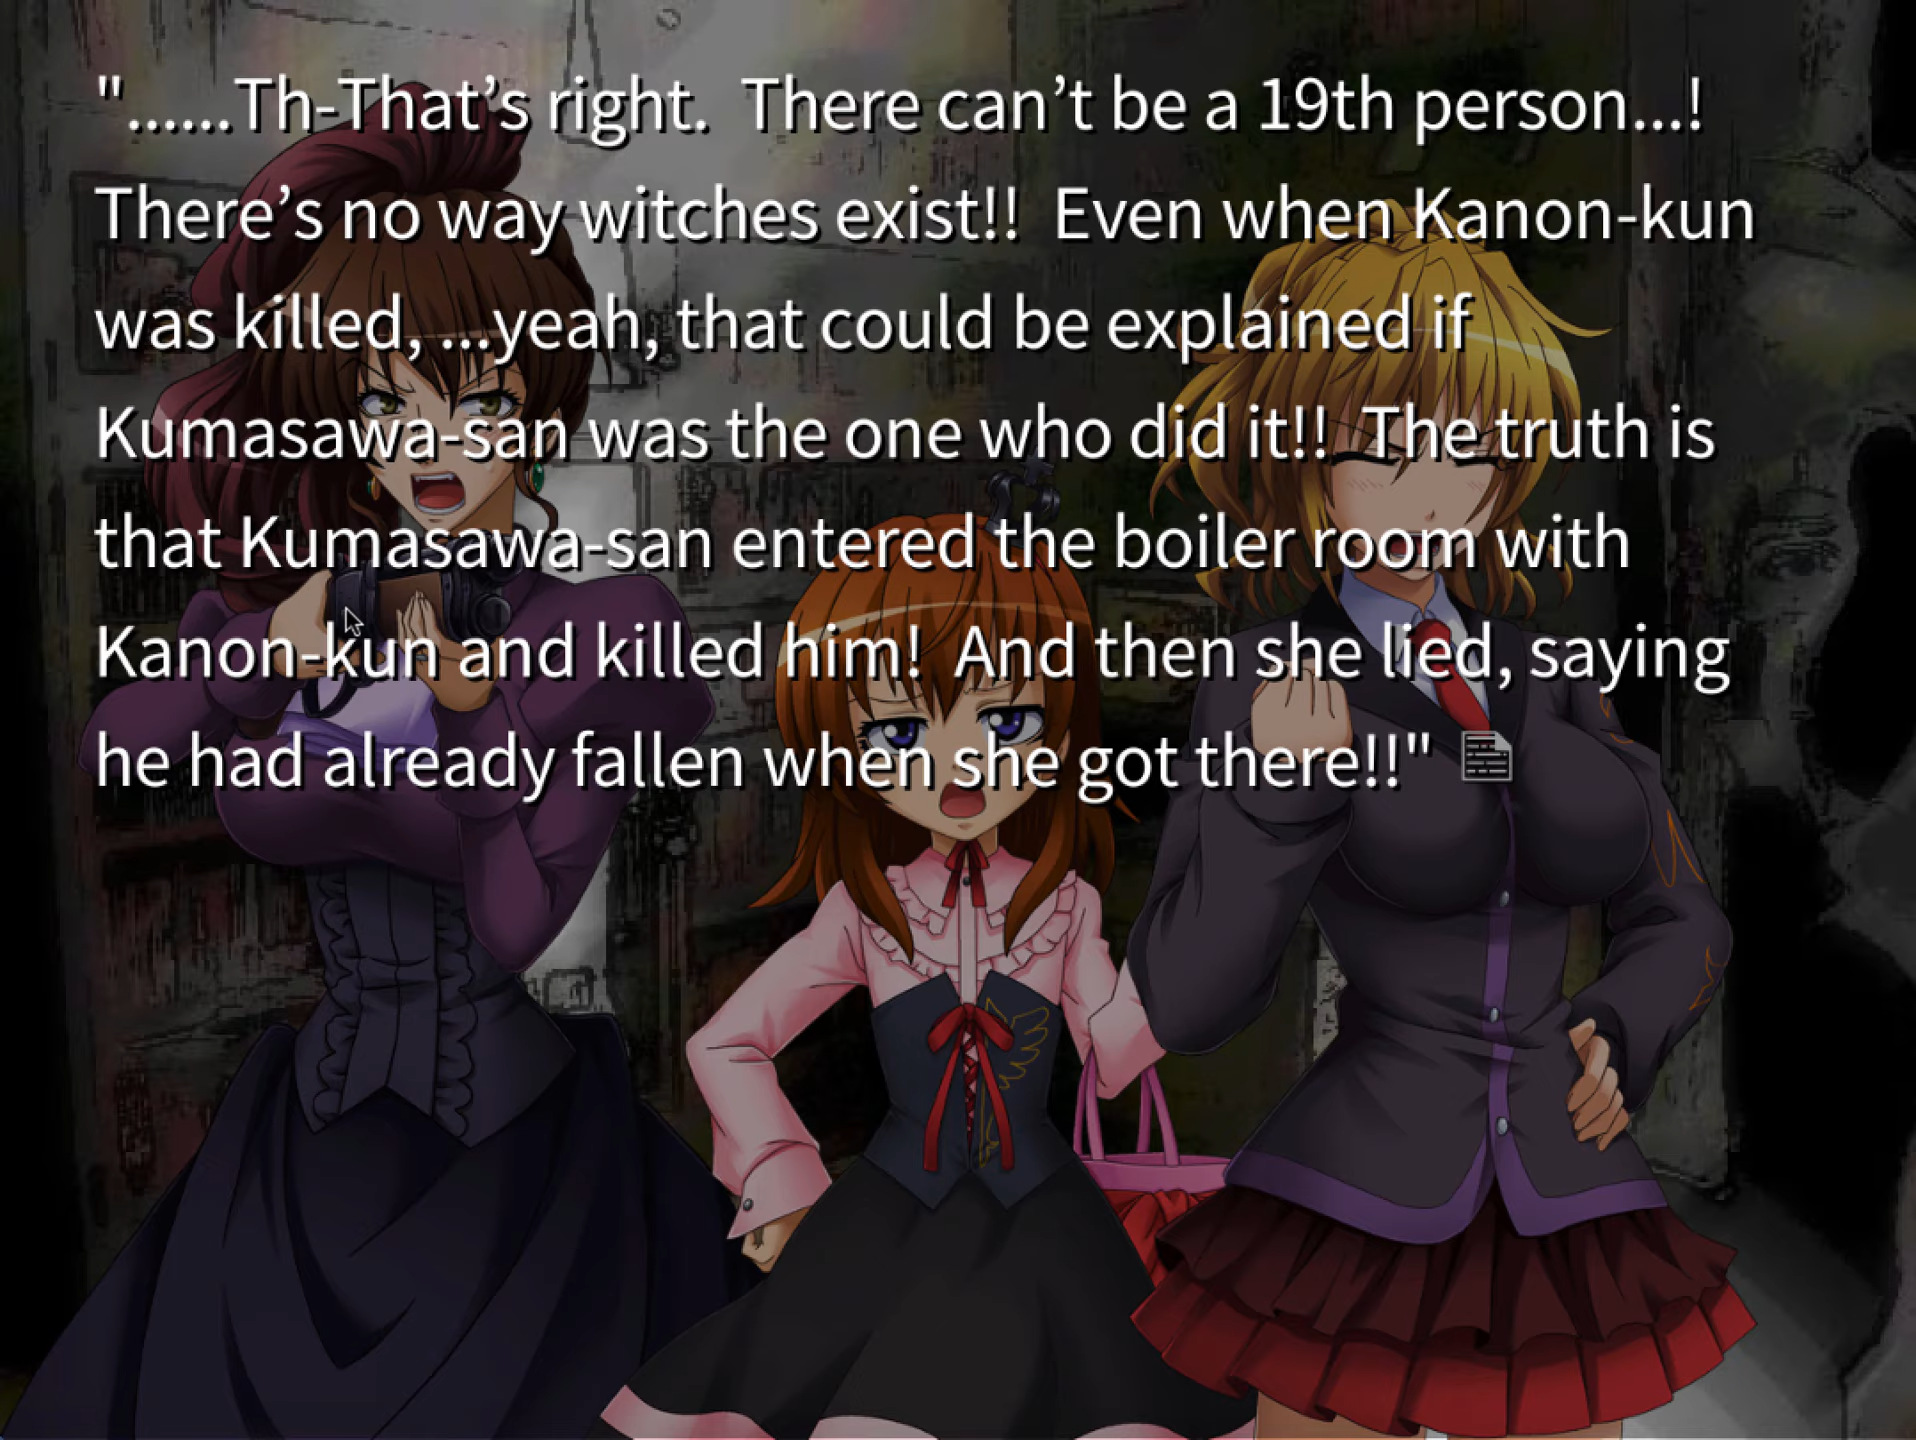 "......Th-That’s right.  There can’t be a 19th person...!
There’s no way witches exist!!  Even when Kanon-kun
was killed, ...yeah, that could be explained if
Kumasawa-san was the one who did it!!  The truth is
that Kumasawa-san entered the boiler room with
Kanon-kun and killed him!  And then she lied, saying
he had already fallen when she got there!!"